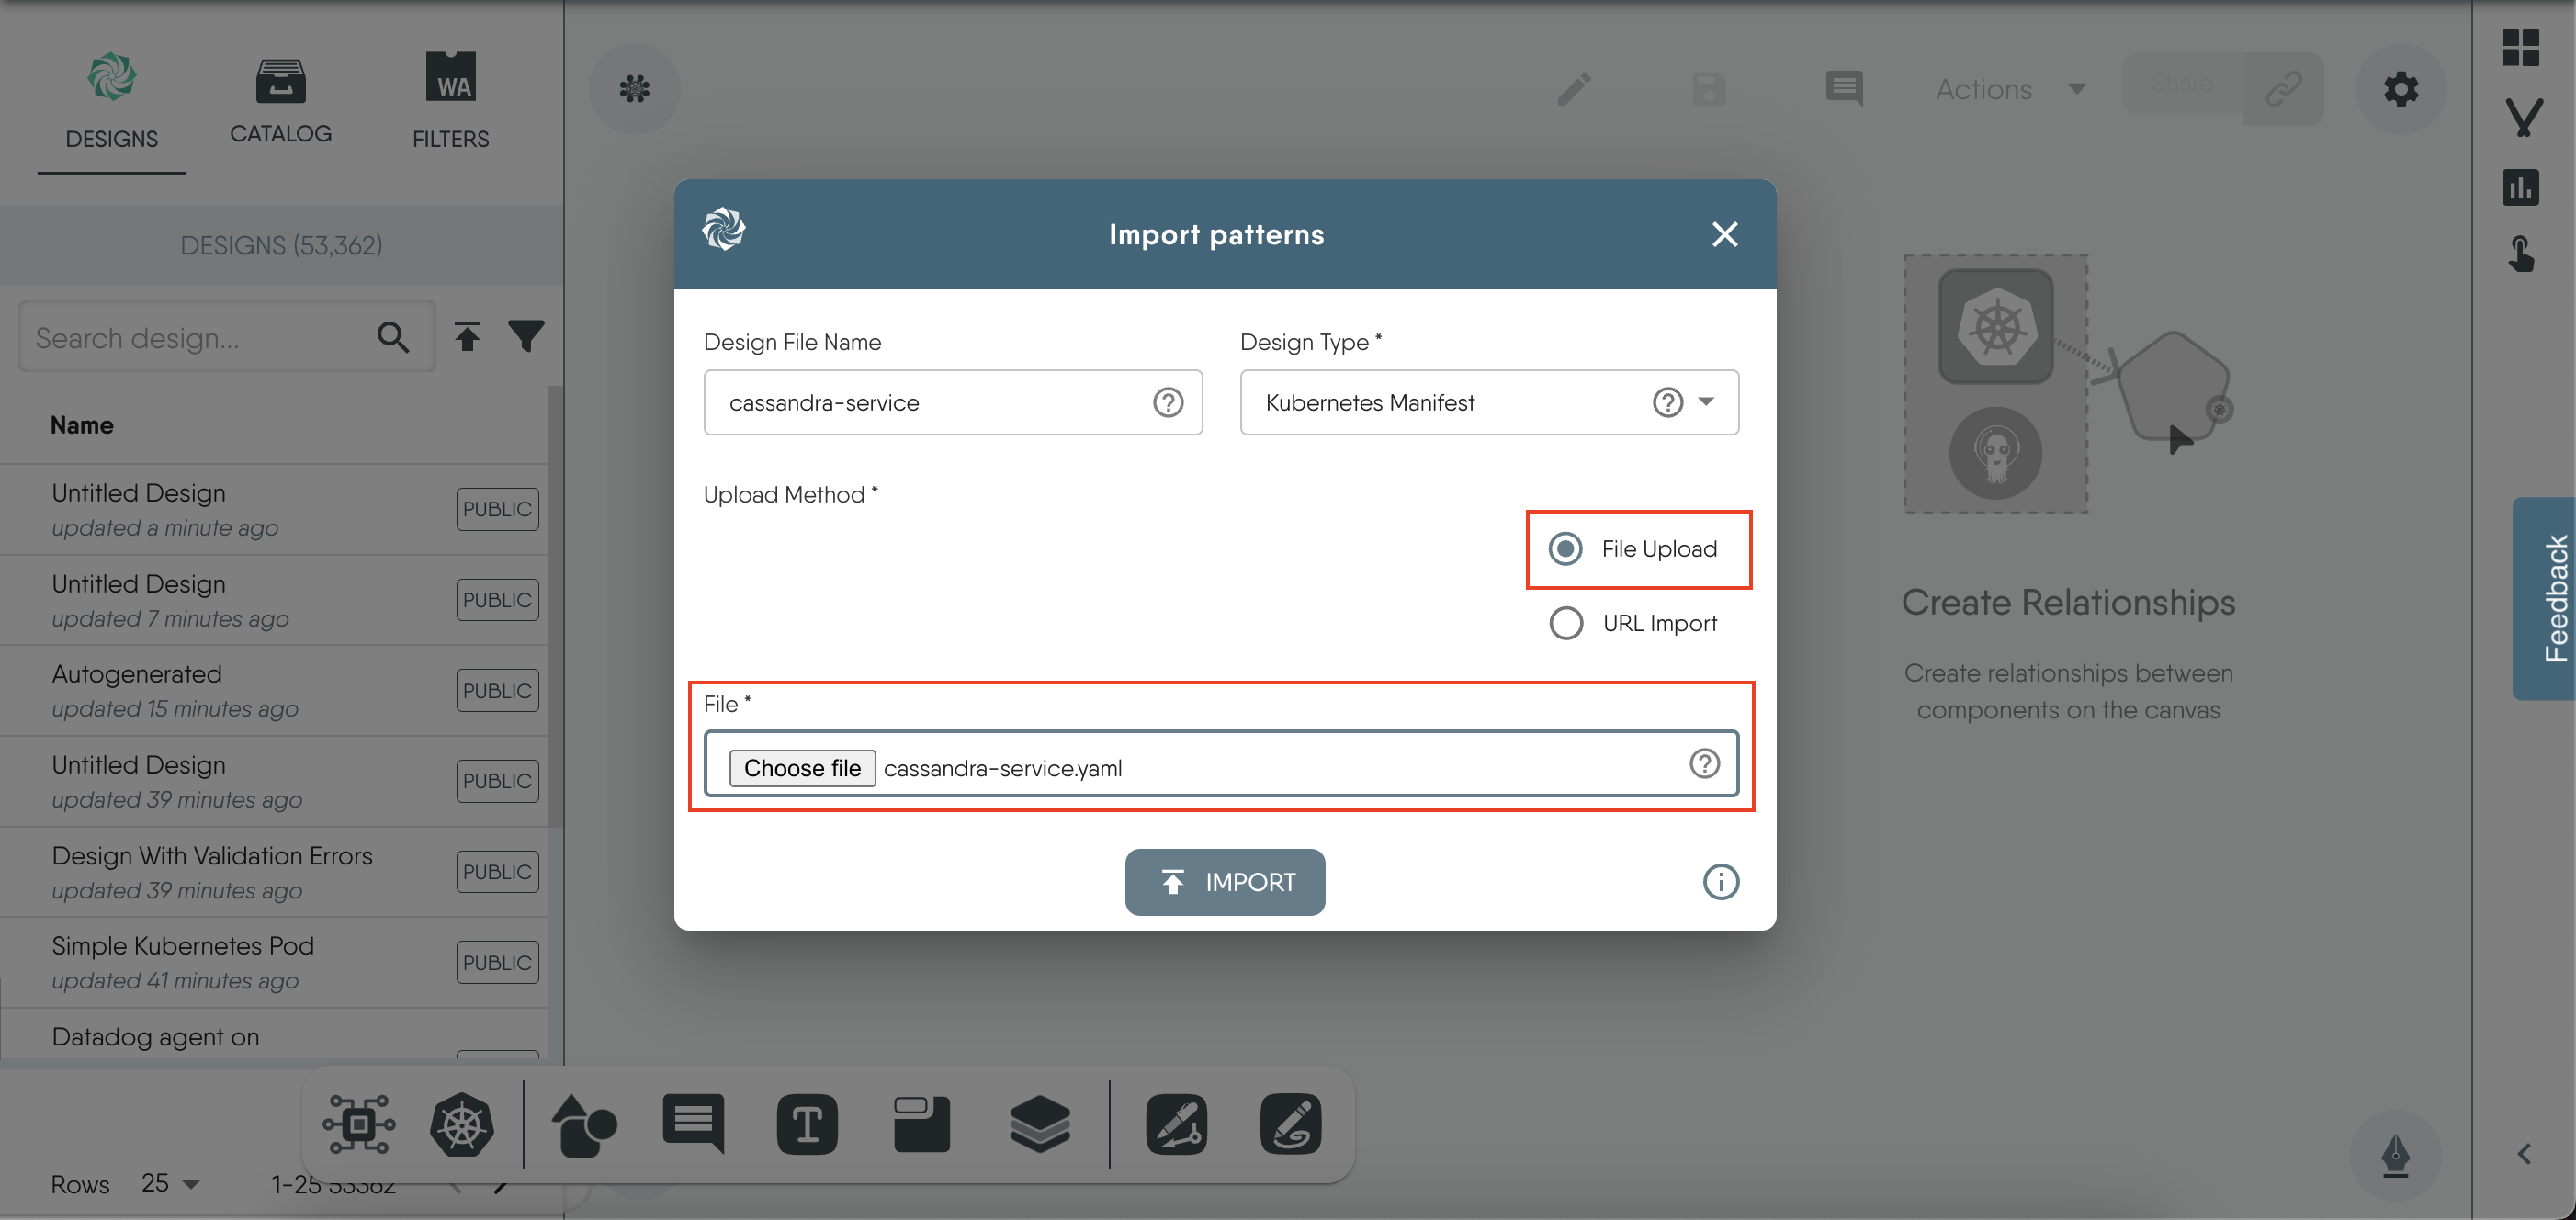 DESIGNS
CATALOG
WA
FILTERS
DESIGNS (53,362)
Search design...
Name
Untitled Design
updated a minute ago
PUBLIC
Untitled Design
updated 7 minutes ago
PUBLIC
Autogenerated
updated 15 minutes ago
PUBLIC
Untitled Design
updated 39 minutes ago
PUBLIC
Design With Validation Errors
updated 39 minutes ago
PUBLIC
Simple Kubernetes Pod
updated 41 minutes ago
PUBLIC
Datadog agent on
Rows 25 1-25 53362
Actions
Share
Import patterns
Design File Name
cassandra-service
Design Type *
Kubernetes Manifest
Upload Method *
File Upload
URL Import
File *
Choose file cassandra-service.yaml
IMPORT
T
Create Relationships
Create relationships between
components on the canvas
Feedback